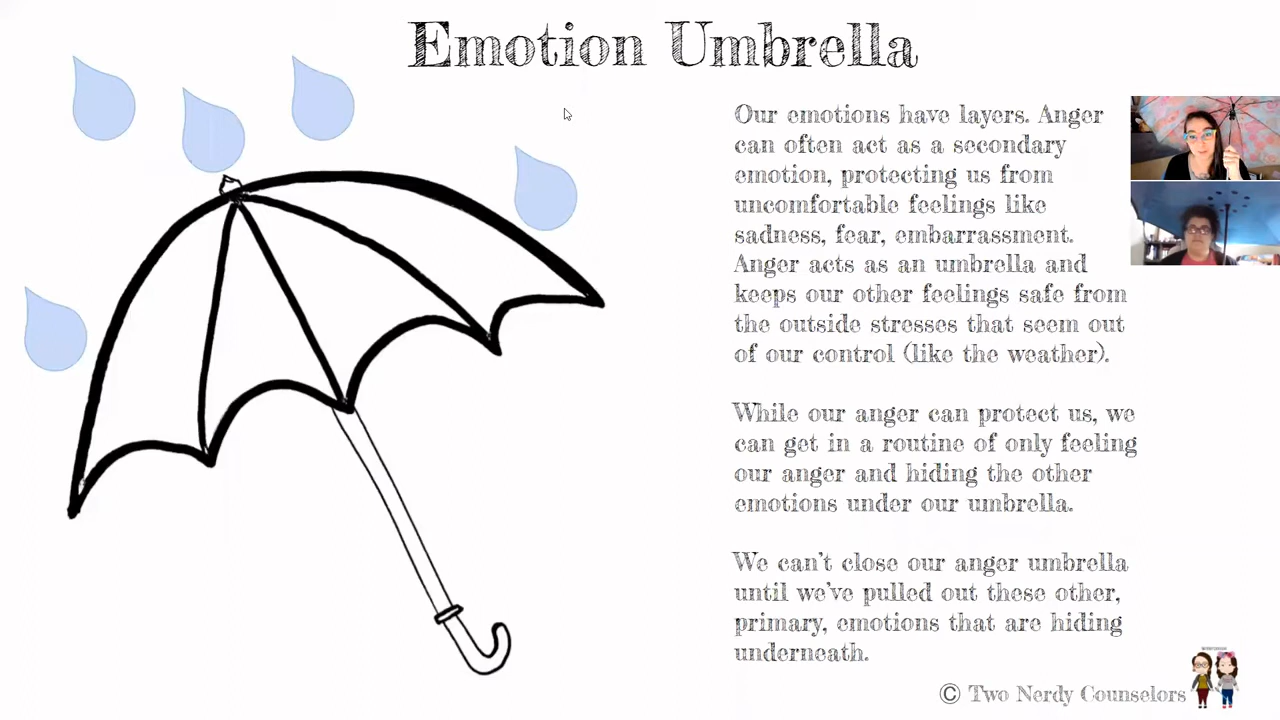 Emotion Umbrella
Our emotions have layers. Anger
can often act as a secondary
emotion, protecting us from
uncomfortable feelings like
sadness, fear, embarrassment.
Anger acts as an umbrella and
keeps our other feelings safe from
the outside stresses that seem out
of our control (like the weather).
While our anger can protect us, we
can get in a routine of only feeling
our anger and hiding the other
emotions under our umbrella.
We can't close our anger umbrella
until we've pulled out these other,
primary, emotions that are hiding
underneath.
© Two Nerdy Counselors